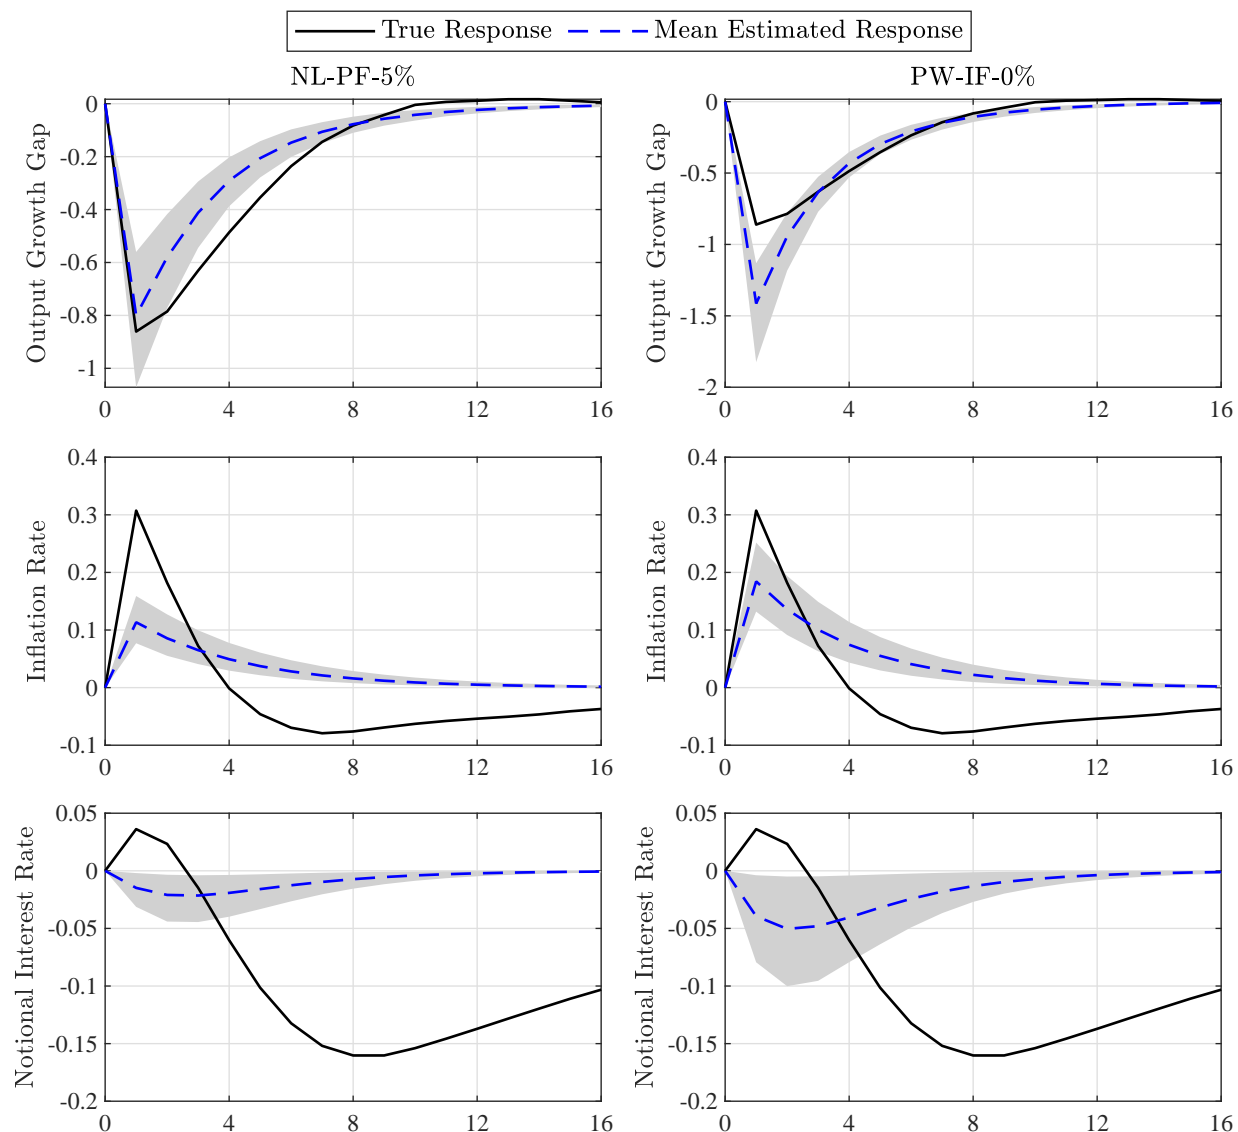 True Response Mean Estimated Response
NL-PF-5%
PW-IF-0%
Output Growth Gap
0
-0.2
-0.4
-0.6
-0.8
-1
0 4 8 12 16
Output Growth Gap
0
-0.5
-1
-1.5
-2
0 4 8 12 16
Inflation Rate
0.4
0.3
0.2
0.1
0
-0.1
0 4 8 12 16
Inflation Rate
0.4
0.3
0.2
0.1
0
-0.1
0 4 8 12 16
Notional Interest Rate
0.05
0
-0.05
-0.1
-0.15
-0.2
0 4 8 12 16
Notional Interest Rate
0.05
0
-0.05
-0.1
-0.15
-0.2
0 4 8 12 16